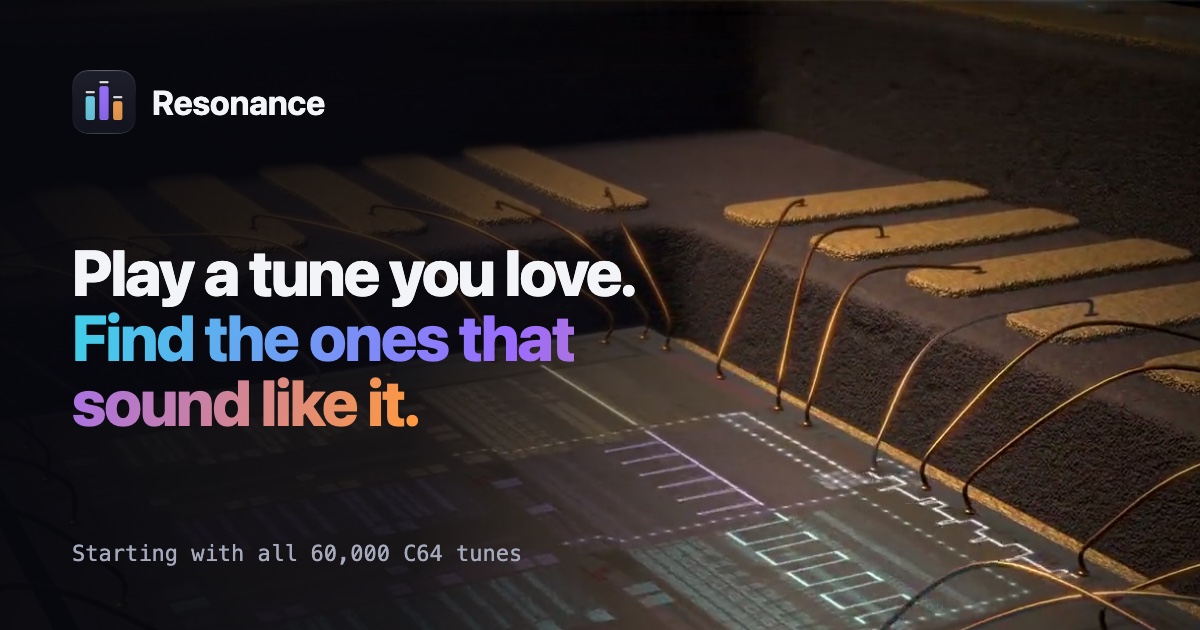 Resonance
Play a tune you love.
Find the ones that
sound like it.
Starting with all 60,000 C64 tunes